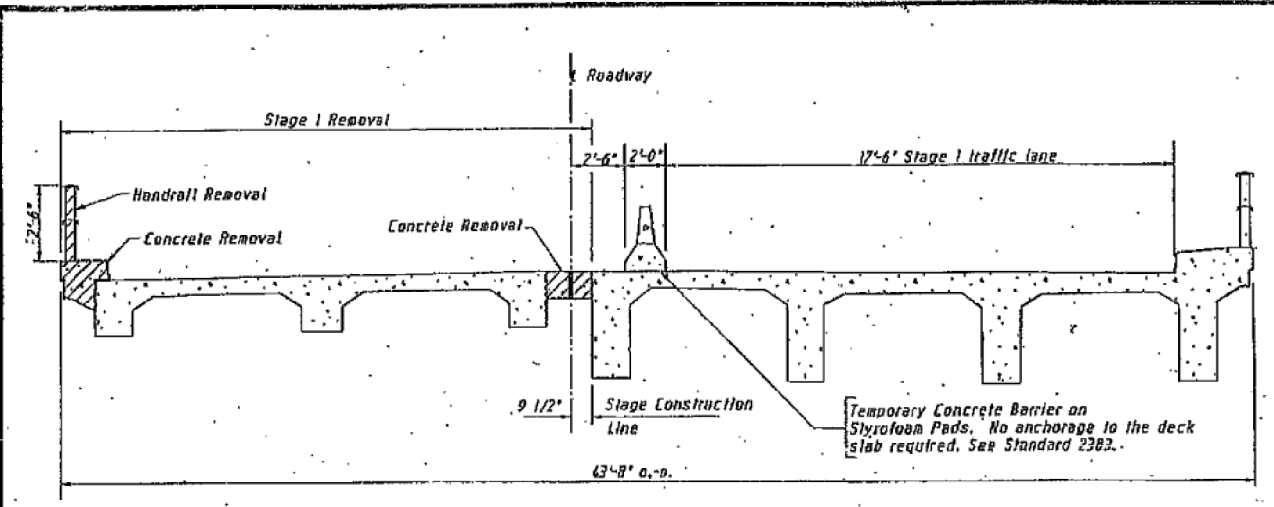 ℄ Roadway
Stage I Removal
2'-6" 2'-0" 17'-6" Stage I traffic lane
2'-6"
Handrail Removal
Concrete Removal
Concrete Removal
9 1/2"
Stage Construction
Line
Temporary Concrete Barrier on
Styrofoam Pads. No anchorage to the deck
slab required. See Standard 2383.
43'-8" o.-o.